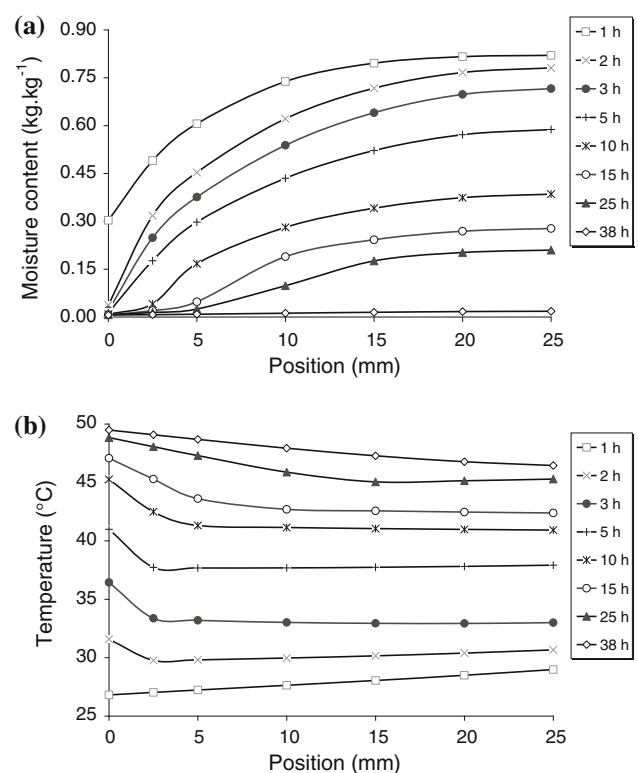 (a)
0.90
0.75
0.60
0.45
0.30
0.15
0.00
Moisture content (kg.kg⁻¹)
0 5 10 15 20 25
Position (mm)
1 h
2 h
3 h
5 h
10 h
15 h
25 h
38 h
(b)
50
45
40
35
30
25
Temperature (°C)
0 5 10 15 20 25
Position (mm)
1 h
2 h
3 h
5 h
10 h
15 h
25 h
38 h